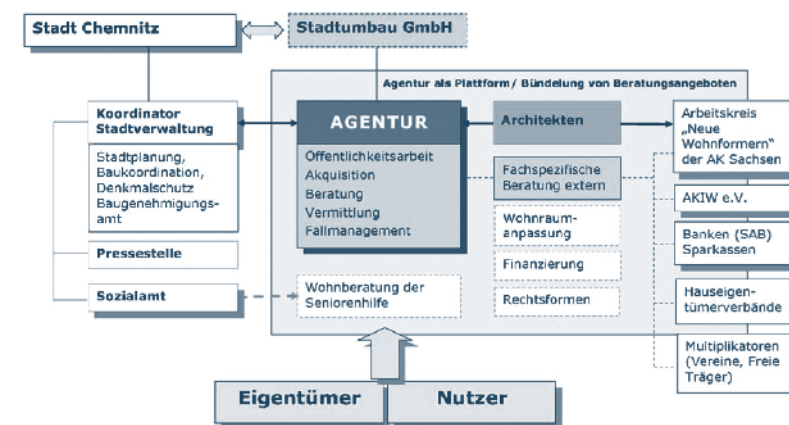 Stadt Chemnitz
Stadtumbau GmbH
Agentur als Plattform/ Bündelung von Beratungsangeboten
Koordinator
Stadtverwaltung
Stadtplanung,
Baukoordination,
Denkmalschutz
Baugenehmigungs-
amt
Pressestelle
Sozialamt
AGENTUR
Öffentlichkeitsarbeit
Akquisition
Beratung
Vermittlung
Fallmanagement
Wohnberatung der
Seniorenhilfe
Architekten
Fachspezifische
Beratung extern
Wohnraum-
anpassung
Finanzierung
Rechtsformen
Arbeitskreis
„Neue
Wohnformern"
der AK Sachsen
AKIW e.V.
Banken (SAB)
Sparkassen
Hauseigen-
tümerverbände
Multiplikatoren
(Vereine, Freie
Träger)
Eigentümer
Nutzer